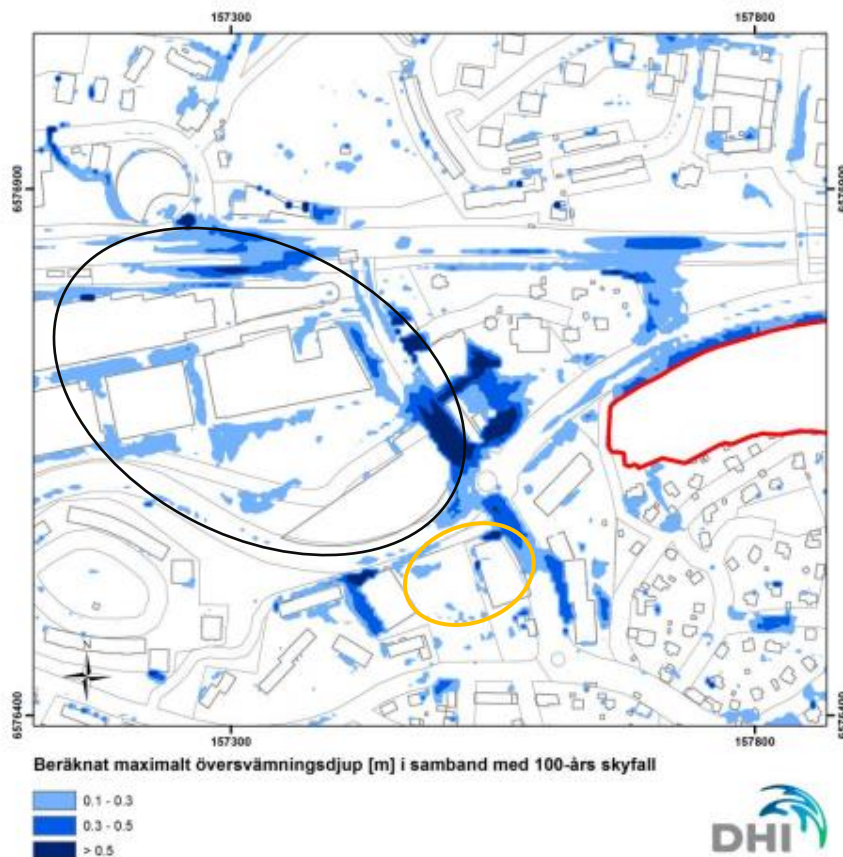 157300 157800
6576900 6576900
6576400 6576400
N
157300 157800
Beräknat maximalt översvämningsdjup [m] i samband med 100-års skyfall
0.1 - 0.3
0.3 - 0.5
> 0.5
DHI